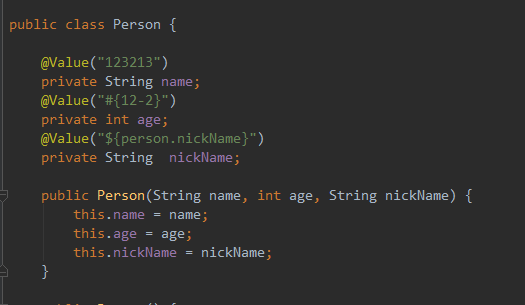 public class Person {
@Value("123213")
private String name;
@Value("#{12-2}")
private int age;
@Value("${person.nickName}")
private String  nickName;
public Person(String name, int age, String nickName) {
this.name = name;
this.age = age;
this.nickName = nickName;
}